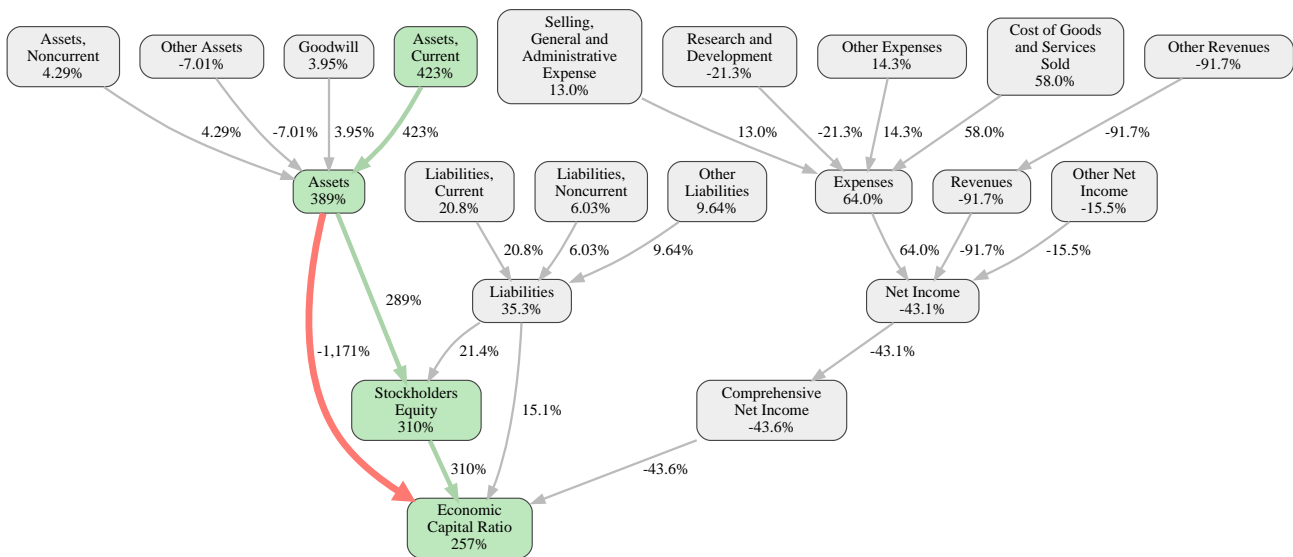 Assets,
Noncurrent
4.29%
Other Assets
-7.01%
Goodwill
3.95%
Assets,
Current
423%
Selling,
General and
Administrative
Expense
13.0%
Research and
Development
-21.3%
Other Expenses
14.3%
Cost of Goods
and Services
Sold
58.0%
Other Revenues
-91.7%
4.29%
-7.01%
3.95%
423%
13.0%
-21.3%
14.3%
58.0%
-91.7%
Assets
389%
Liabilities,
Current
20.8%
Liabilities,
Noncurrent
6.03%
Other
Liabilities
9.64%
Expenses
64.0%
Revenues
-91.7%
Other Net
Income
-15.5%
20.8%
6.03%
9.64%
64.0%
-91.7%
-15.5%
289%
Liabilities
35.3%
Net Income
-43.1%
-1,171%
21.4%
-43.1%
Stockholders
Equity
310%
15.1%
Comprehensive
Net Income
-43.6%
310%
-43.6%
Economic
Capital Ratio
257%